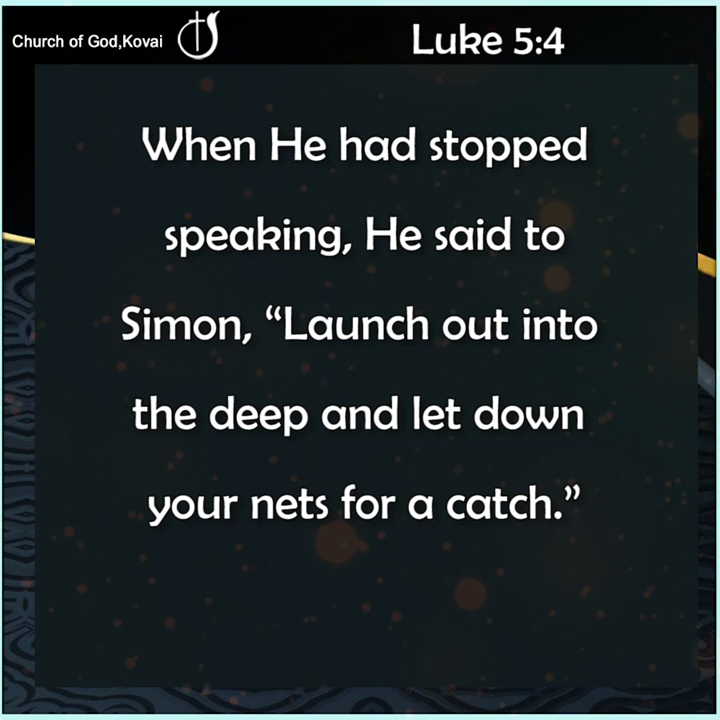 Church of God,Kovai
Luke 5:4
When He had stopped
speaking, He said to
Simon, “Launch out into
the deep and let down
your nets for a catch.”